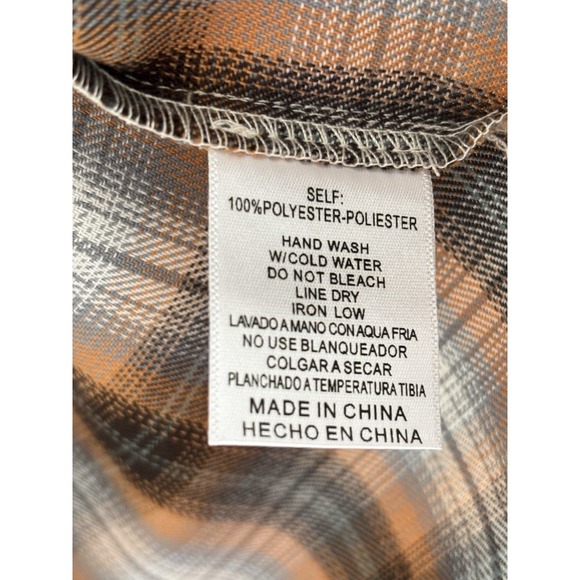 SELF:
100%POLYESTER-POLIESTER
HAND WASH
W/COLD WATER
DO NOT BLEACH
LINE DRY
IRON LOW
LAVADO A MANO CON AQUA FRIA
NO USE BLANQUEADOR
COLGAR A SECAR
PLANCHADO A TEMPERATURA TIBIA
MADE IN CHINA
HECHO EN CHINA